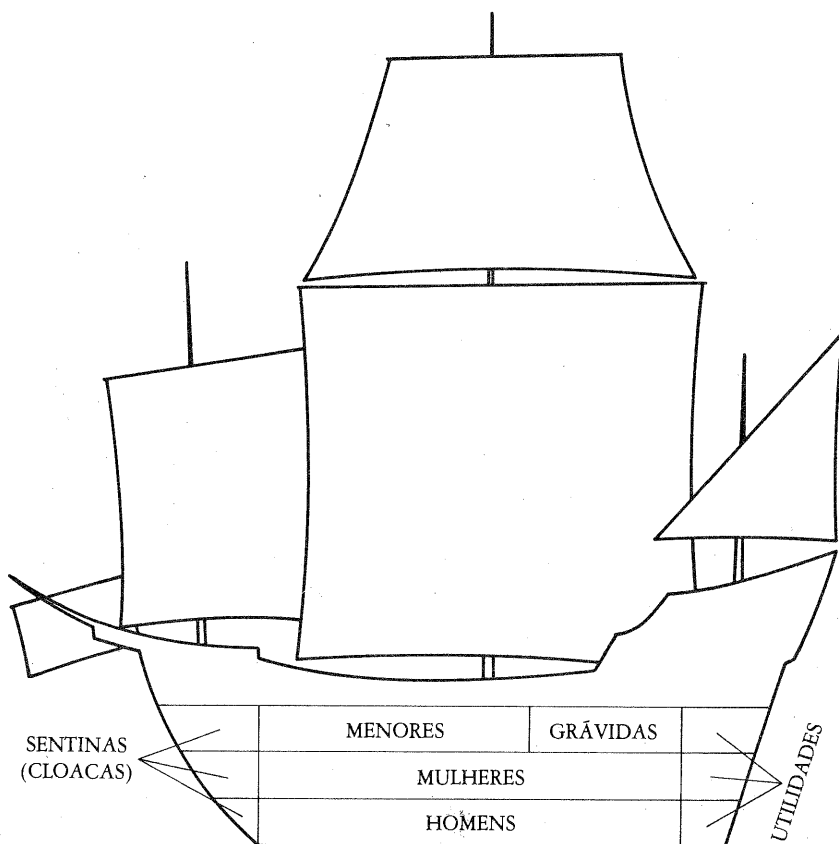 MENORES
GRÁVIDAS
SENTINAS
(CLOACAS)
MULHERES
HOMENS
UTILIDADES